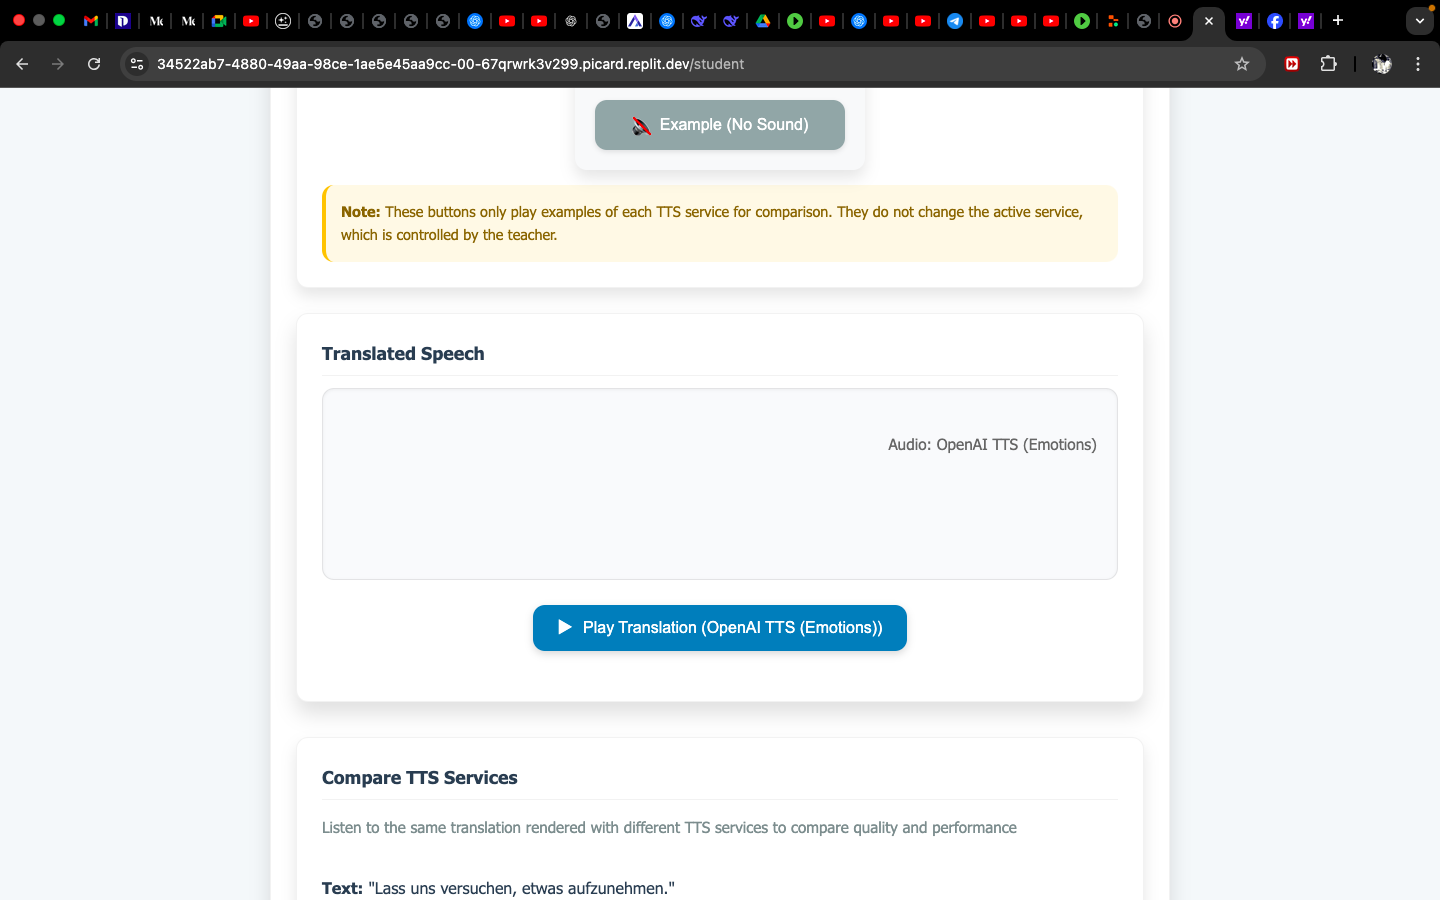 34522ab7-4880-49aa-98ce-1ae5e45aa9cc-00-67qrwrk3v299.picard.replit.dev/student
Example (No Sound)
Note: These buttons only play examples of each TTS service for comparison. They do not change the active service,
which is controlled by the teacher.
Translated Speech
Audio: OpenAI TTS (Emotions)
Play Translation (OpenAI TTS (Emotions))
Compare TTS Services
Listen to the same translation rendered with different TTS services to compare quality and performance
Text: "Lass uns versuchen, etwas aufzunehmen."